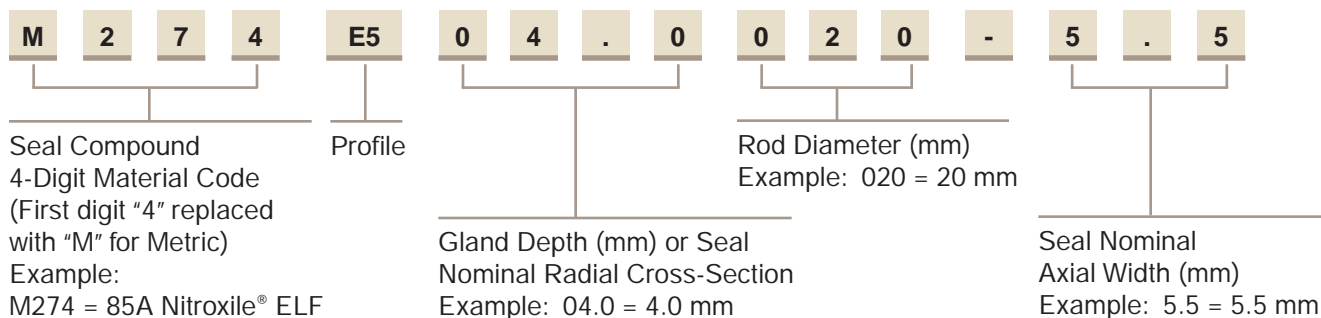 M 2 7 4 E5 0 4 . 0 0 2 0 - 5 . 5
Seal Compound
4-Digit Material Code
(First digit “4” replaced
with “M” for Metric)
Example:
M274 = 85A Nitroxile® ELF
Profile
Gland Depth (mm) or Seal
Nominal Radial Cross-Section
Example: 04.0 = 4.0 mm
Rod Diameter (mm)
Example: 020 = 20 mm
Seal Nominal
Axial Width (mm)
Example: 5.5 = 5.5 mm